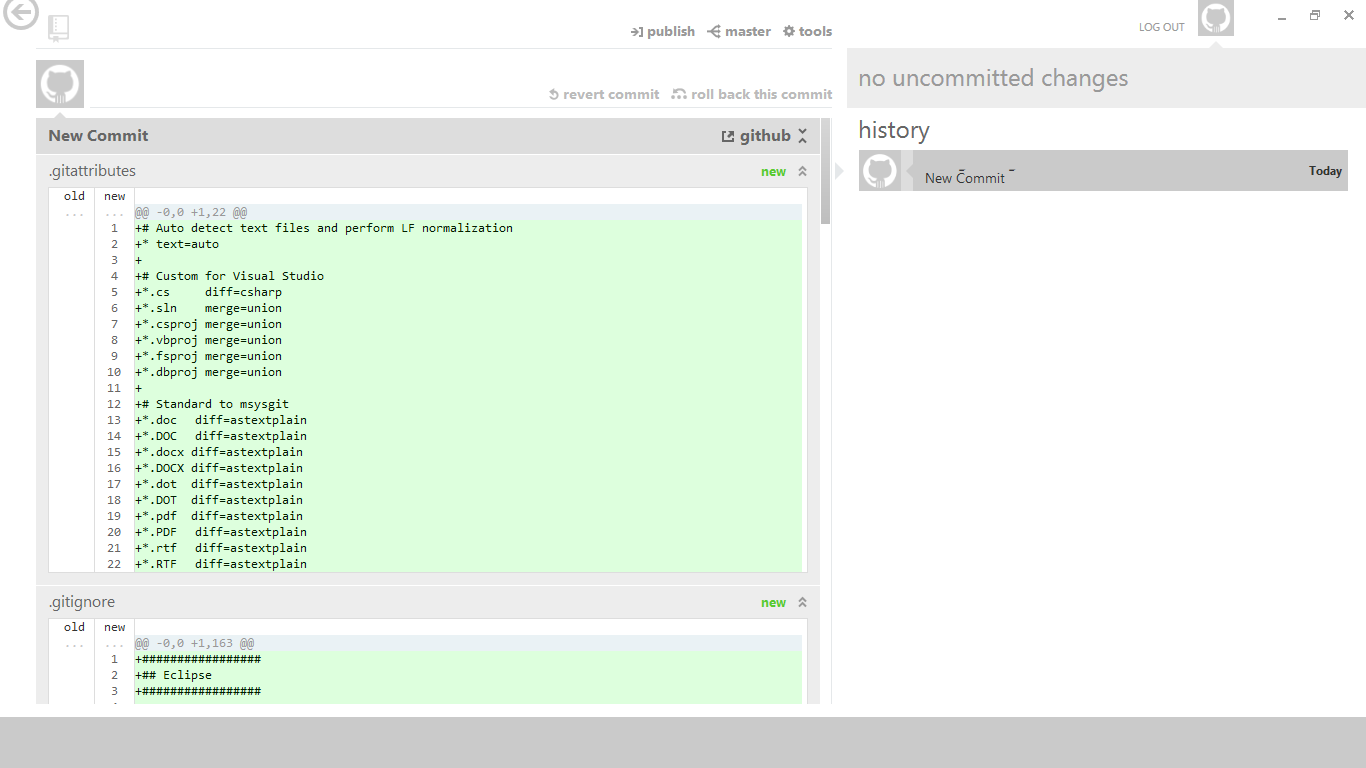 publish master tools
LOG OUT
revert commit roll back this commit
New Commit github
.gitattributes new
old new
... ... @@ -0,0 +1,22 @@
1 +# Auto detect text files and perform LF normalization
2 +* text=auto
3 +
4 +# Custom for Visual Studio
5 +*.cs     diff=csharp
6 +*.sln    merge=union
7 +*.csproj merge=union
8 +*.vbproj merge=union
9 +*.fsproj merge=union
10 +*.dbproj merge=union
11 +
12 +# Standard to msysgit
13 +*.doc   diff=astextplain
14 +*.DOC   diff=astextplain
15 +*.docx diff=astextplain
16 +*.DOCX diff=astextplain
17 +*.dot  diff=astextplain
18 +*.DOT  diff=astextplain
19 +*.pdf  diff=astextplain
20 +*.PDF   diff=astextplain
21 +*.rtf   diff=astextplain
22 +*.RTF   diff=astextplain
.gitignore new
old new
... ... @@ -0,0 +1,163 @@
1 +#################
2 +## Eclipse
3 +#################
no uncommitted changes
history
New Commit Today